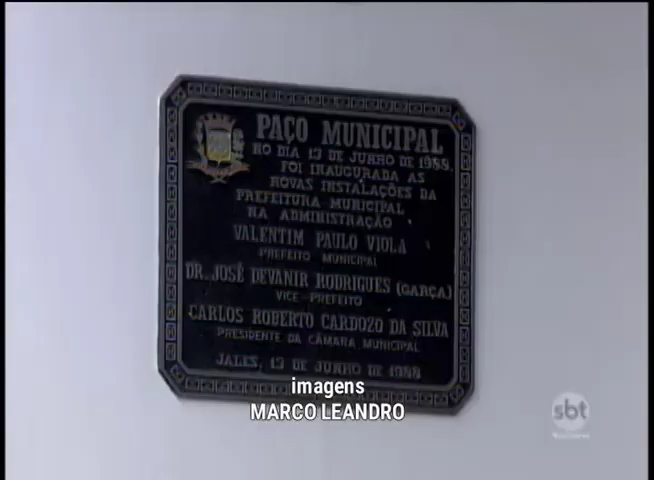 PAÇO MUNICIPAL
NO DIA 13 DE JUNHO DE 1988,
FOI INAUGURADA AS
NOVAS INSTALAÇÕES DA
PREFEITURA MUNICIPAL
NA ADMINISTRAÇÃO
VALENTIM PAULO VIOLA
PREFEITO MUNICIPAL
DR. JOSÉ DEVANIR RODRIGUES (GARÇA)
VICE-PREFEITO
CARLOS ROBERTO CARDOZO DA SILVA
PRESIDENTE DA CÂMARA MUNICIPAL
JALES, 13 DE JUNHO DE 1988
imagens
MARCO LEANDRO
sbt